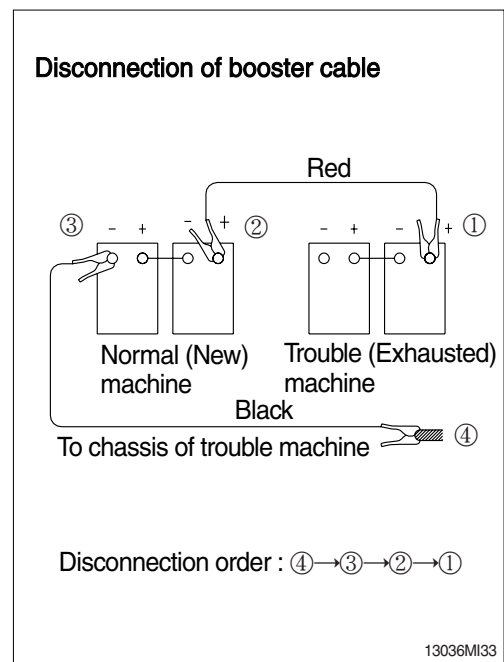 Disconnection of booster cable
Red
③ - + - + ② - + - + ①
Normal (New)
machine
Trouble (Exhausted)
machine
Black
To chassis of trouble machine ④
Disconnection order : ④→③→②→①
13036MI33